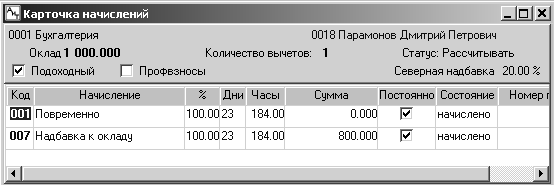 Карточка начислений
0001 Бухгалтерия 0018 Парамонов Дмитрий Петрович
Оклад 1 000.000 Количество вычетов: 1 Статус: Рассчитывать
Подоходный Профвзносы Северная надбавка 20.00 %
Код Начисление % Дни Часы Сумма Постоянно Состояние Номер
001 Повременно 100.00 23 184.00 0.000 начислено
007 Надбавка к окладу 100.00 23 184.00 800.000 начислено